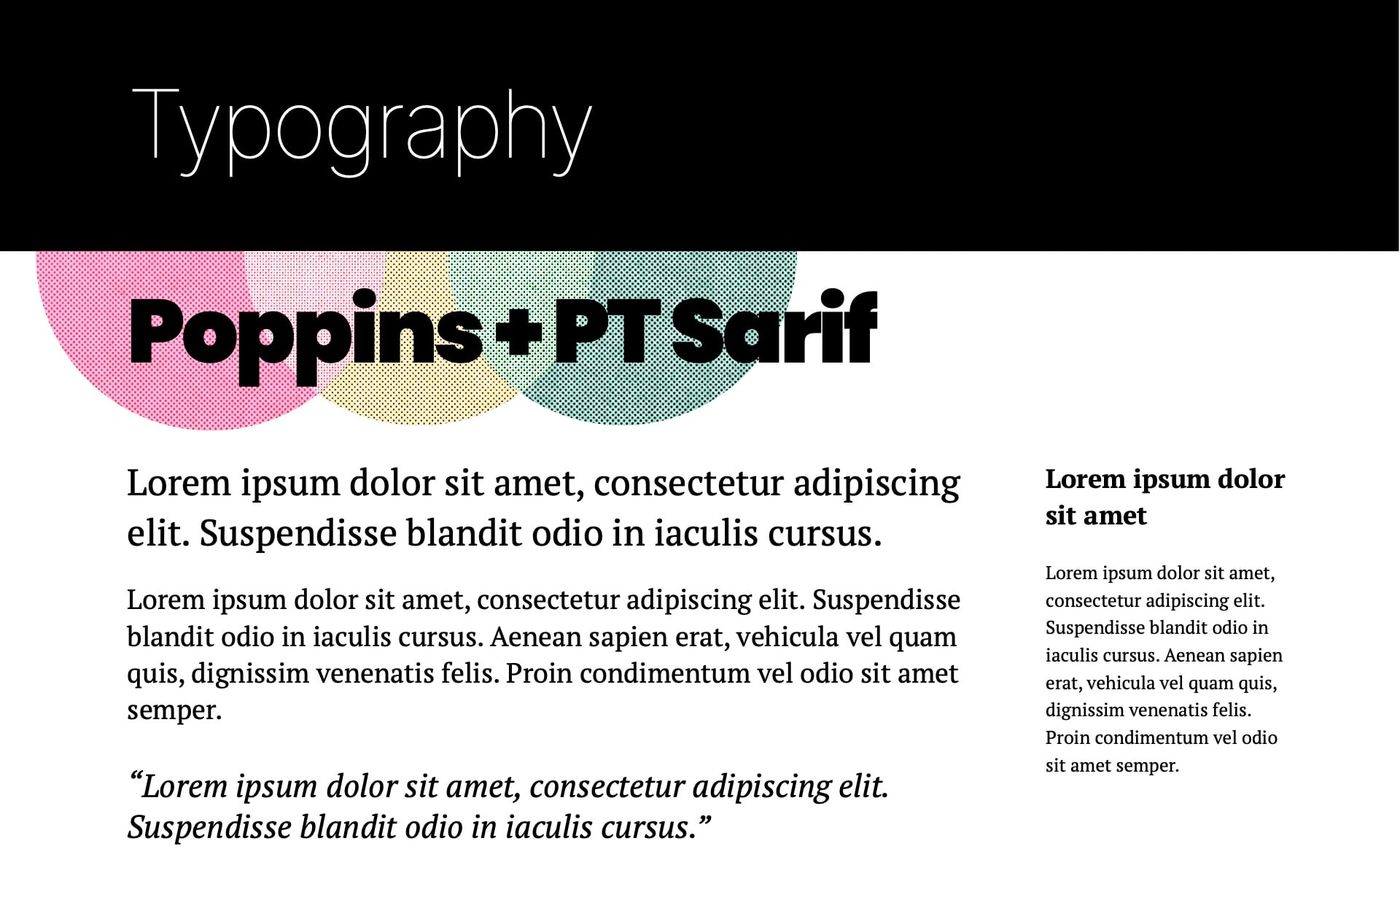 Typography
Poppins + PT Sarif
Lorem ipsum dolor sit amet, consectetur adipiscing
elit. Suspendisse blandit odio in iaculis cursus.
Lorem ipsum dolor sit amet, consectetur adipiscing elit. Suspendisse
blandit odio in iaculis cursus. Aenean sapien erat, vehicula vel quam
quis, dignissim venenatis felis. Proin condimentum vel odio sit amet
semper.
“Lorem ipsum dolor sit amet, consectetur adipiscing elit.
Suspendisse blandit odio in iaculis cursus.”
Lorem ipsum dolor
sit amet
Lorem ipsum dolor sit amet,
consectetur adipiscing elit.
Suspendisse blandit odio in
iaculis cursus. Aenean sapien
erat, vehicula vel quam quis,
dignissim venenatis felis.
Proin condimentum vel odio
sit amet semper.